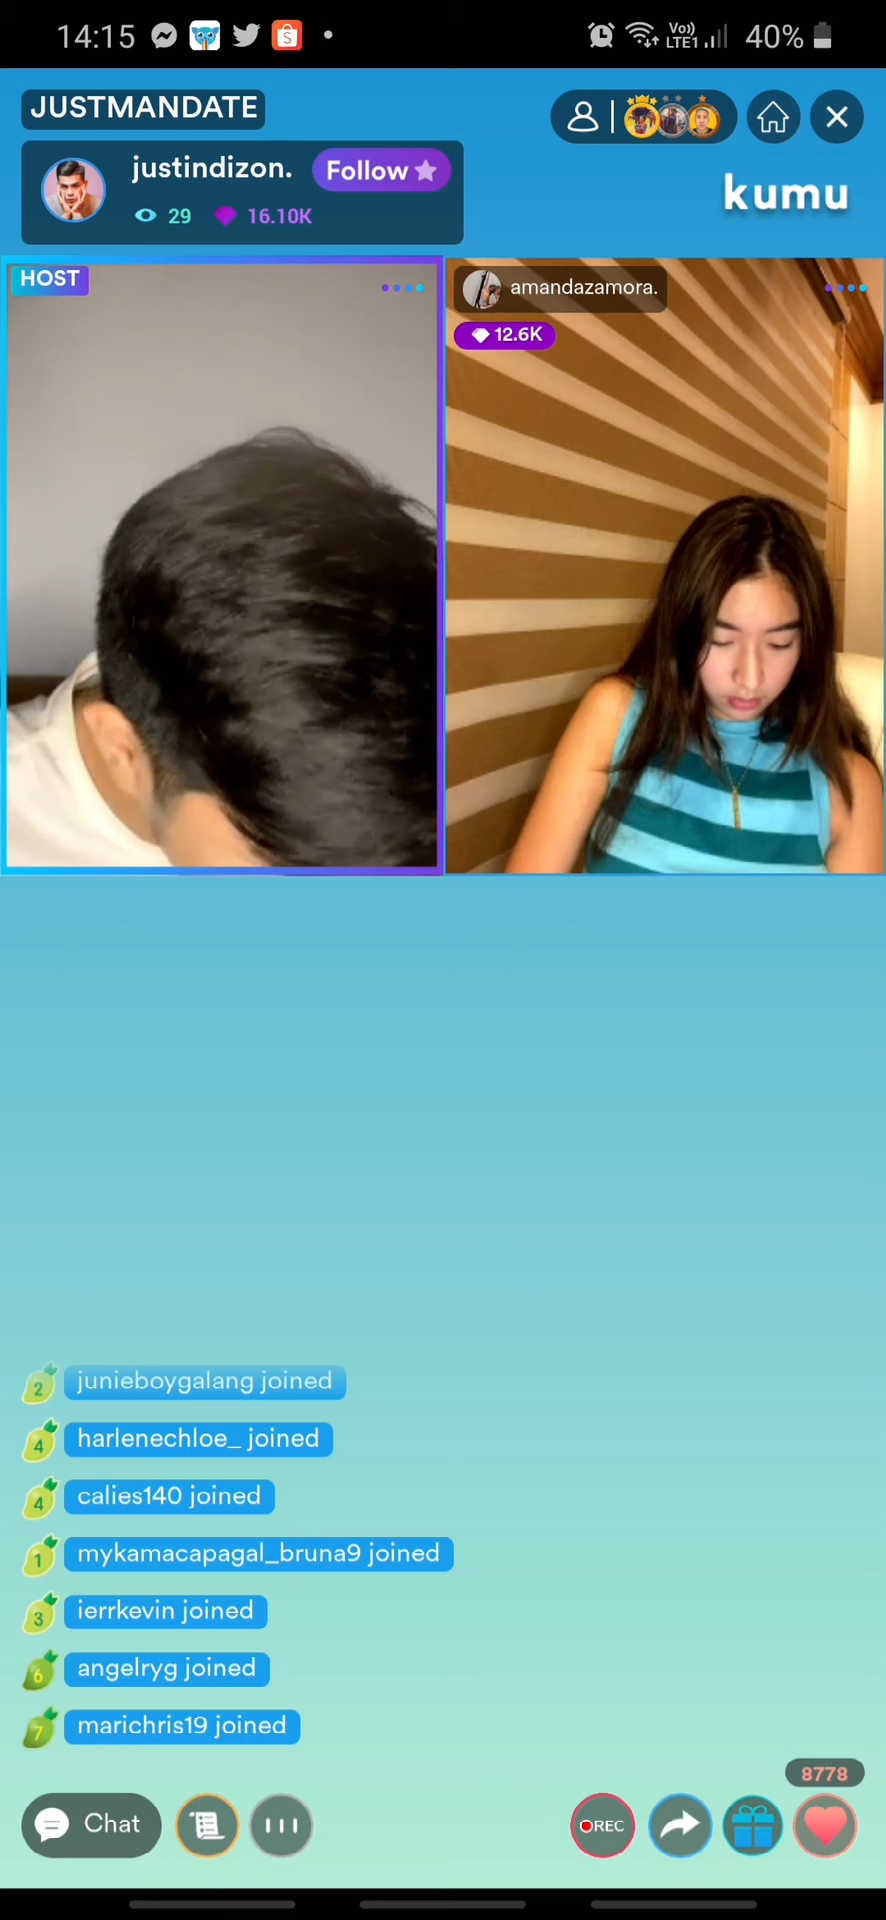 14:15
Vo))
LTE1
40%
JUSTMANDATE
justindizon.
Follow
29
16.10K
kumu
HOST
amandazamora.
12.6K
2 junieboygalang joined
4 harlenechloe_ joined
4 calies140 joined
1 mykamacapagal_bruna9 joined
3 ierrkevin joined
6 angelryg joined
7 marichris19 joined
8778
Chat
REC